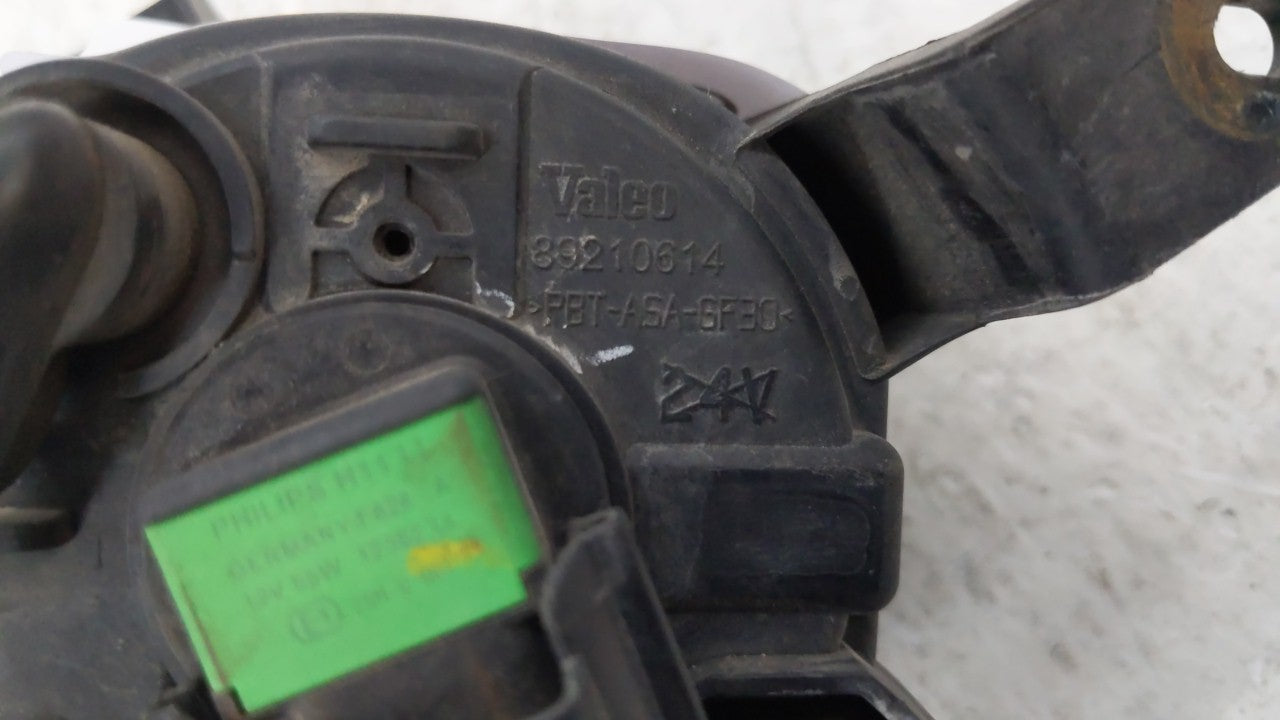 Valeo
89210614
>PBT-ASA-GF30<
24V
PHILIPS H11
GERMANY
12V 55W